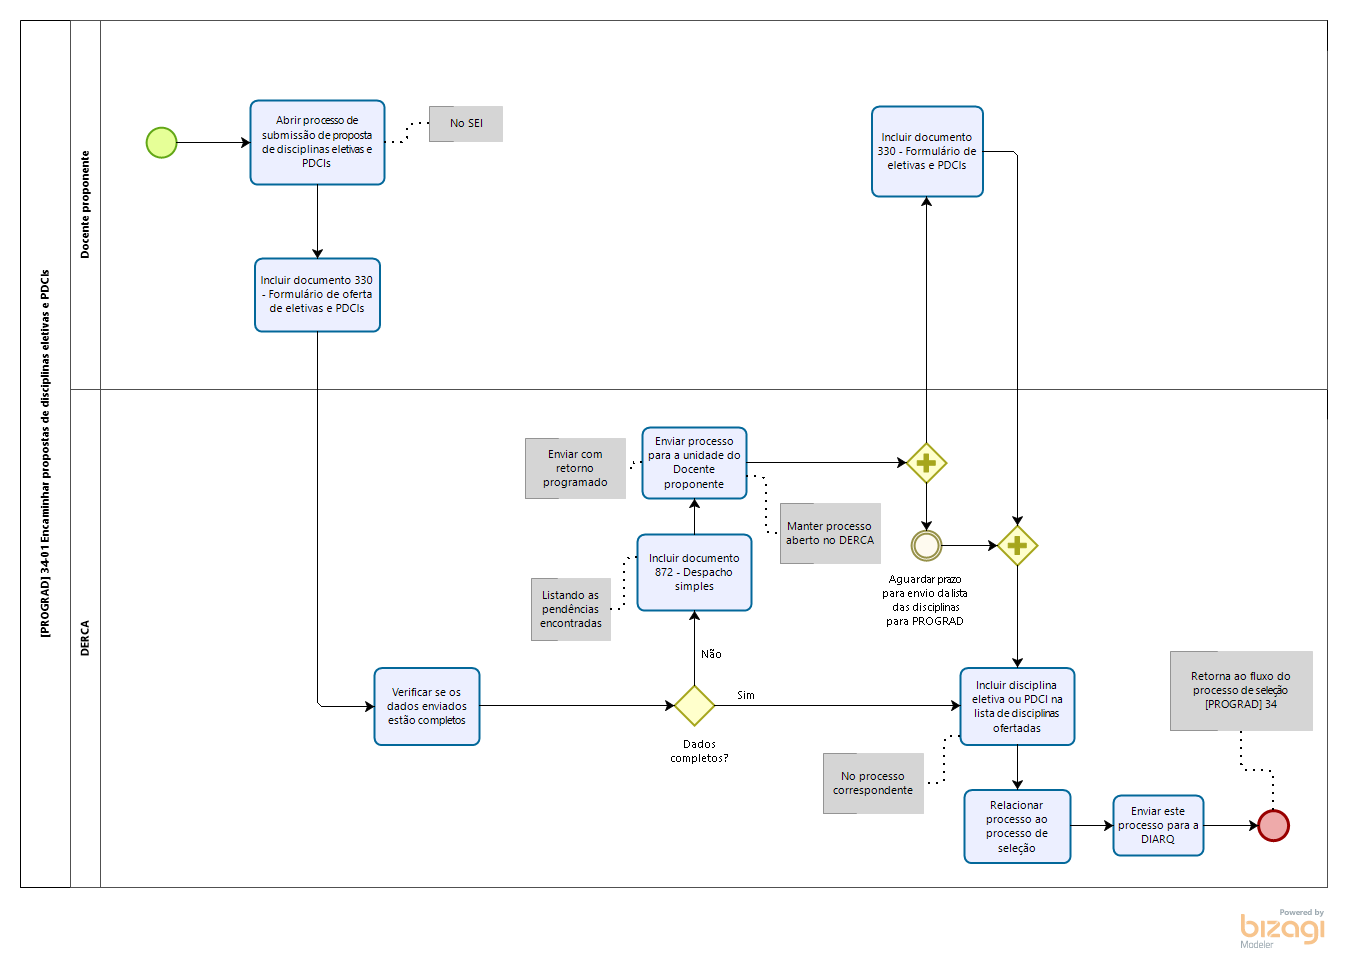 [PROGRAD] 34-01 Encaminhar propostas de disciplinas eletivas e PDCIs
Docente proponente
Abrir processo de
submissão de proposta
de disciplinas eletivas e
PDCIs
No SEI
Incluir documento 330
- Formulário de oferta
de eletivas e PDCIs
Incluir documento
330 - Formulário de
eletivas e PDCIs
DERCA
Enviar com
retorno
programado
Enviar processo
para a unidade do
Docente
proponente
Manter processo
aberto no DERCA
Listando as
pendências
encontradas
Incluir documento
872 - Despacho
simples
Aguardar prazo
para envio da lista
das disciplinas
para PROGRAD
Não
Sim
Verificar se os
dados enviados
estão completos
Dados
completos?
Incluir disciplina
eletiva ou PDCI na
lista de disciplinas
ofertadas
No processo
correspondente
Relacionar
processo ao
processo de
seleção
Enviar este
processo para a
DIARQ
Retorna ao fluxo do
processo de seleção
[PROGRAD] 34
Powered by
bizagi
Modeler